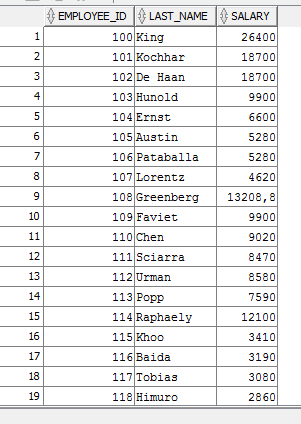 EMPLOYEE_ID LAST_NAME SALARY
1 100 King 26400
2 101 Kochhar 18700
3 102 De Haan 18700
4 103 Hunold 9900
5 104 Ernst 6600
6 105 Austin 5280
7 106 Pataballa 5280
8 107 Lorentz 4620
9 108 Greenberg 13208,8
10 109 Faviet 9900
11 110 Chen 9020
12 111 Sciarra 8470
13 112 Urman 8580
14 113 Popp 7590
15 114 Raphaely 12100
16 115 Khoo 3410
17 116 Baida 3190
18 117 Tobias 3080
19 118 Himuro 2860